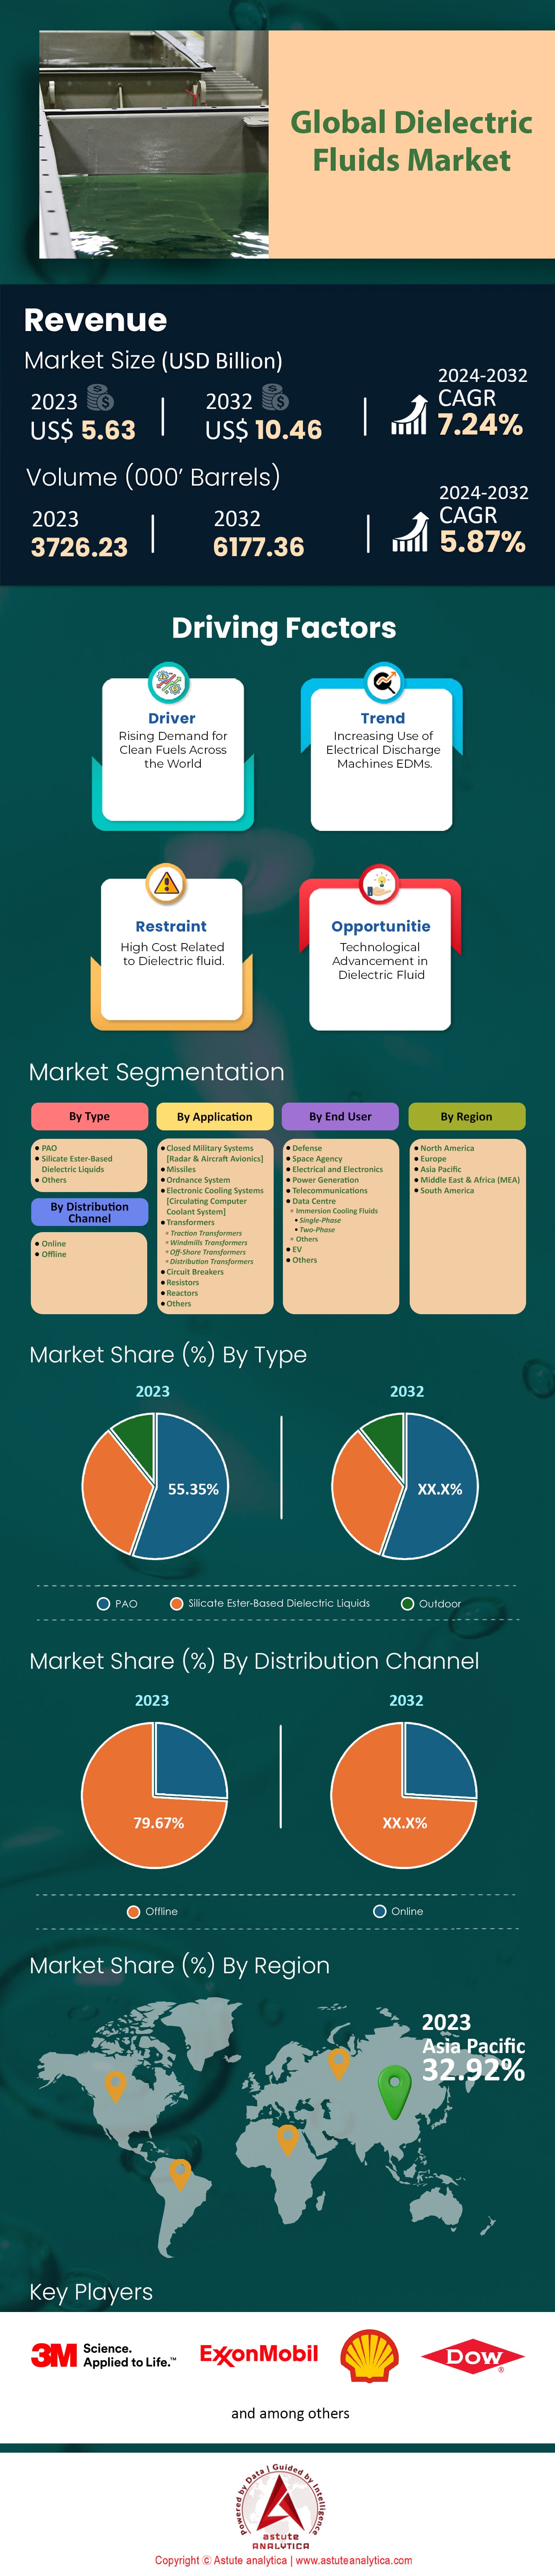 Global Dielectric
Fluids Market
Revenue
Market Size (USD Billion)
2023
US$ 5.63
2032
US$ 10.46
2024-2032
CAGR
7.24%
Volume (000' Barrels)
2023
3726.23
2032
6177.36
2024-2032
CAGR
5.87%
Driving Factors
Driver
Rising Demand for
Clean Fuels Across
the World
Trend
Increasing Use of
Electrical Discharge
Machines EDMs.
Restraint
High Cost Related
to Dielectric fluid.
Opportunitie
Technological
Advancement in
Dielectric Fluid
Market Segmentation
By Type
PAO
Silicate Ester-Based
Dielectric Liquids
Others
By Distribution
Channel
Online
Offline
By Application
Closed Military Systems
[Radar & Aircraft Avionics]
Missiles
Ordnance System
Electronic Cooling Systems
[Circulating Computer
Coolant System]
Transformers
Traction Transformers
Windmills Transformers
Off-Shore Transformers
Distribution Transformers
Circuit Breakers
Resistors
Reactors
Others
By End User
Defense
Space Agency
Electrical and Electronics
Power Generation
Telecommunications
Data Centre
Immersion Cooling Fluids
Single-Phase
Two-Phase
Others
EV
Others
By Region
North America
Europe
Asia Pacific
Middle East & Africa (MEA)
South America
Market Share (%) By Type
2023
55.35%
2032
XX.X%
PAO
Silicate Ester-Based Dielectric Liquids
Outdoor
Market Share (%) By Distribution Channel
2023
79.67%
2032
XX.X%
Offline
Online
Market Share (%) By Region
2023
Asia Pacific
32.92%
Key Players
3M Science.
Applied to Life.™
ExxonMobil
Dow®
and among others
Powered by Data | Guided by Intelligence
astute
ANALYTICA
Copyright © Astute analytica | www.astuteanalytica.com